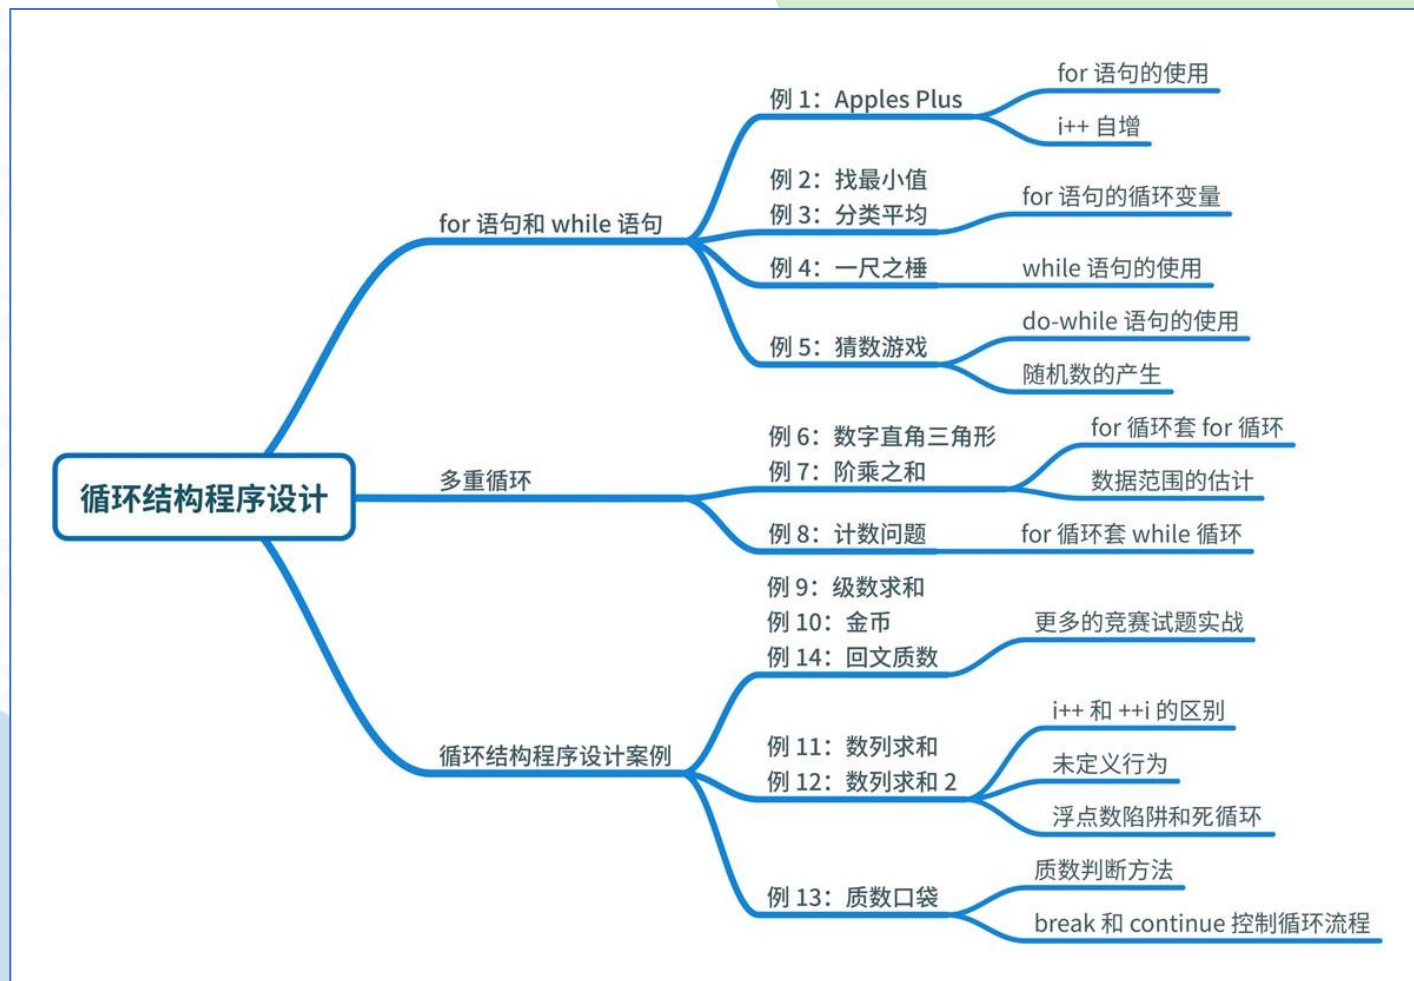 循环结构程序设计
for 语句和 while 语句
例 1：Apples Plus
for 语句的使用
i++ 自增
例 2：找最小值
例 3：分类平均
for 语句的循环变量
例 4：一尺之棰
while 语句的使用
例 5：猜数游戏
do-while 语句的使用
随机数的产生
多重循环
例 6：数字直角三角形
例 7：阶乘之和
for 循环套 for 循环
数据范围的估计
例 8：计数问题
for 循环套 while 循环
循环结构程序设计案例
例 9：级数求和
例 10：金币
例 14：回文质数
更多的竞赛试题实战
例 11：数列求和
例 12：数列求和 2
i++ 和 ++i 的区别
未定义行为
浮点数陷阱和死循环
例 13：质数口袋
质数判断方法
break 和 continue 控制循环流程